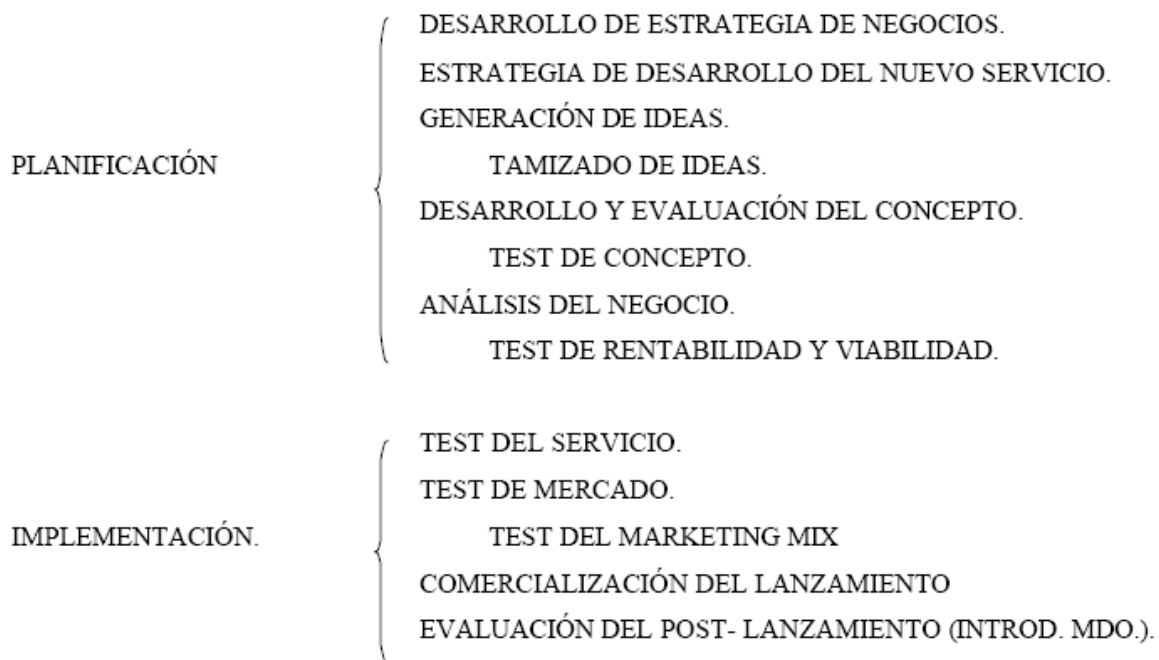 DESARROLLO DE ESTRATEGIA DE NEGOCIOS.
ESTRATEGIA DE DESARROLLO DEL NUEVO SERVICIO.
GENERACIÓN DE IDEAS.
PLANIFICACIÓN
TAMIZADO DE IDEAS.
DESARROLLO Y EVALUACIÓN DEL CONCEPTO.
TEST DE CONCEPTO.
ANÁLISIS DEL NEGOCIO.
TEST DE RENTABILIDAD Y VIABILIDAD.
TEST DEL SERVICIO.
TEST DE MERCADO.
IMPLEMENTACIÓN.
TEST DEL MARKETING MIX
COMERCIALIZACIÓN DEL LANZAMIENTO
EVALUACIÓN DEL POST- LANZAMIENTO (INTROD. MDO.).